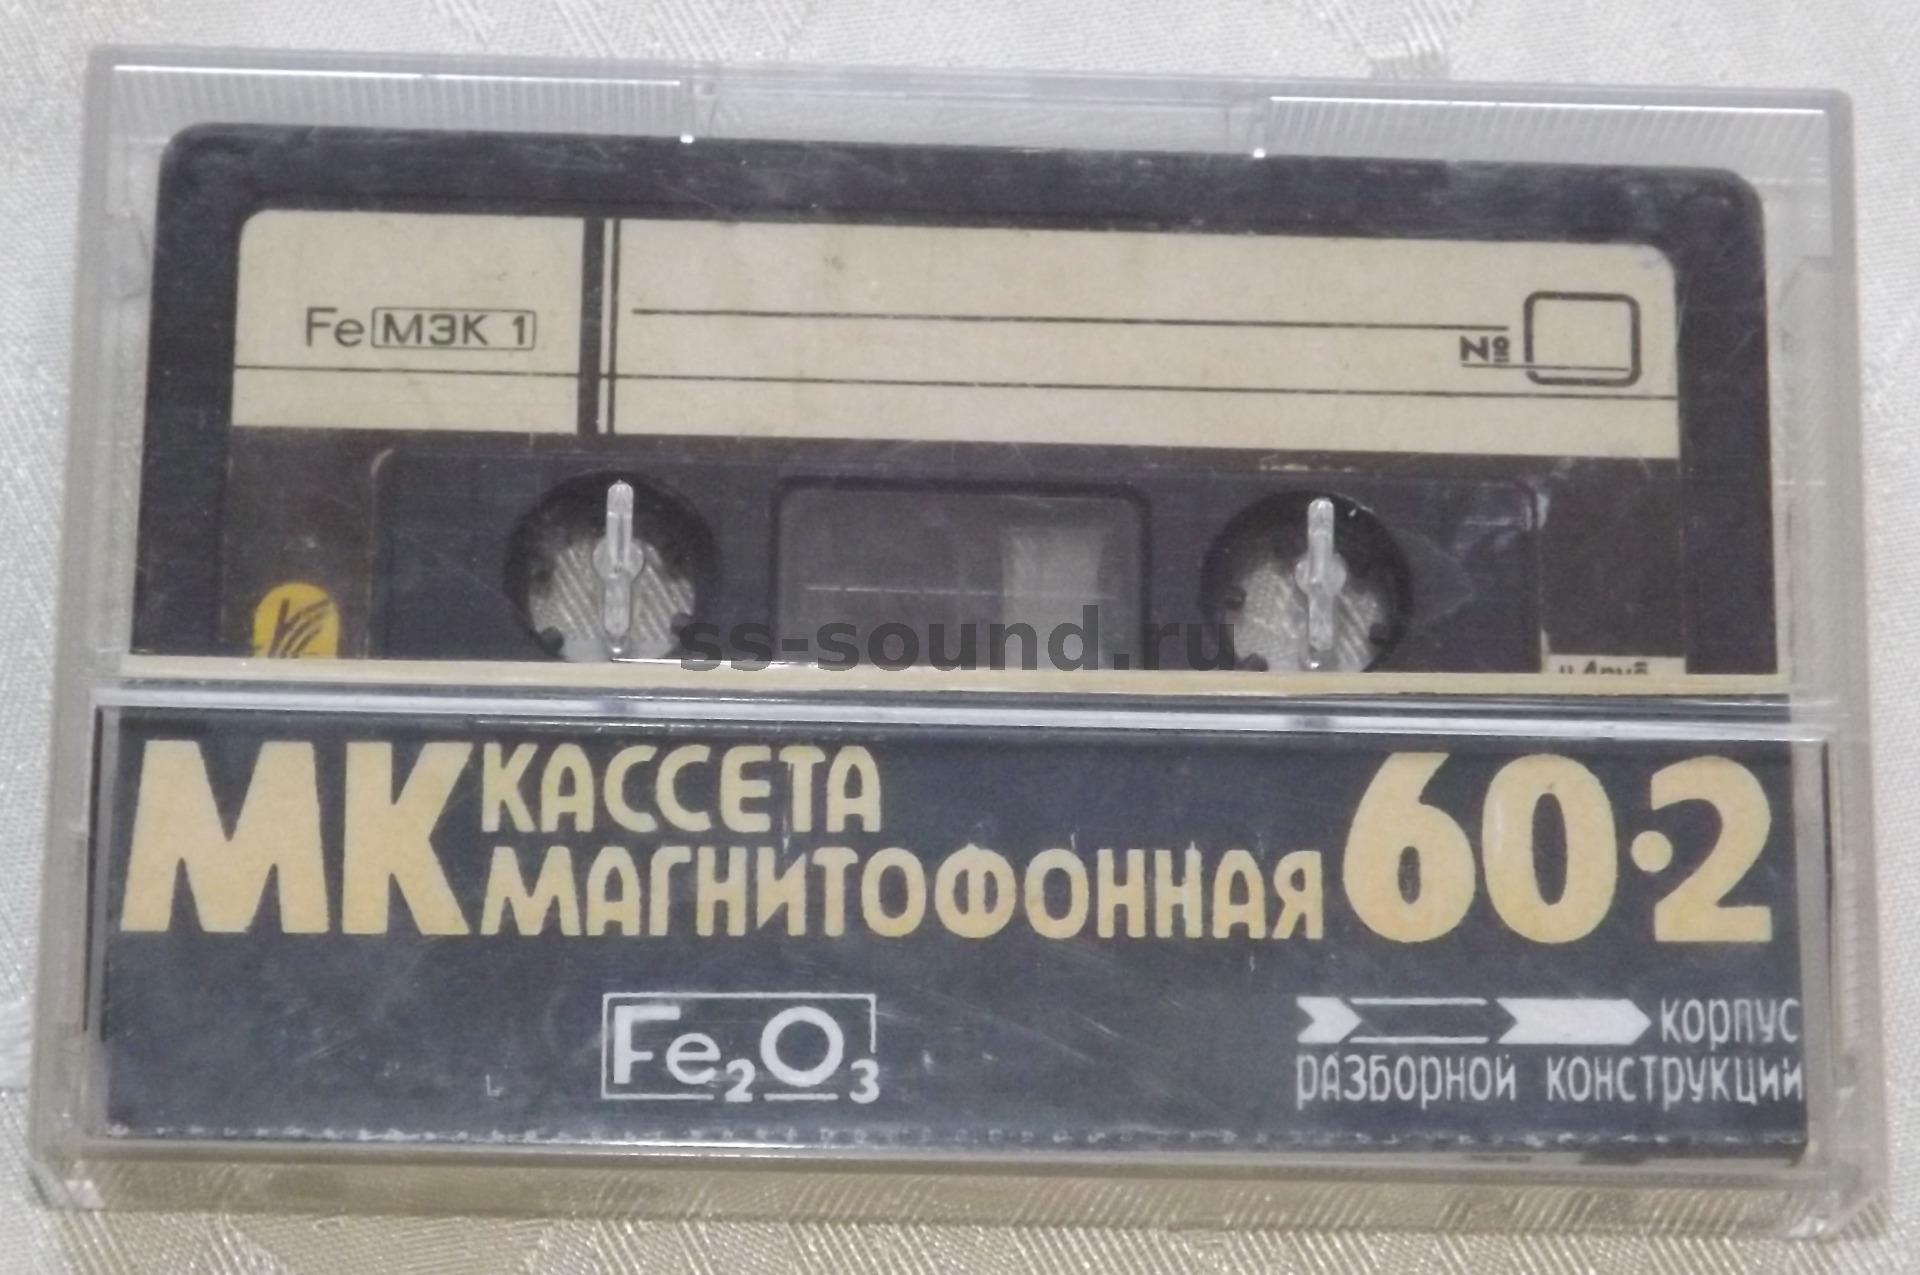 Fe МЭК 1
№
ss-sound.ru
МК КАССЕТА МАГНИТОФОННАЯ 60·2
Fe₂O₃
КОРПУС
РАЗБОРНОЙ КОНСТРУКЦИИ